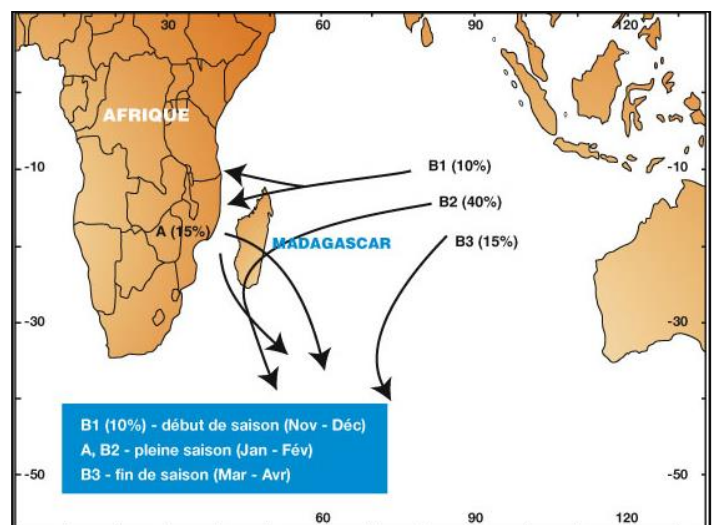 30 60 90 120
AFRIQUE
-10 B1 (10%) -10
B2 (40%)
A (15%) MADAGASCAR B3 (15%)
-30 -30
B1 (10%) - début de saison (Nov - Déc)
A, B2 - pleine saison (Jan - Fév)
B3 - fin de saison (Mar - Avr)
-50 -50
60 90 120